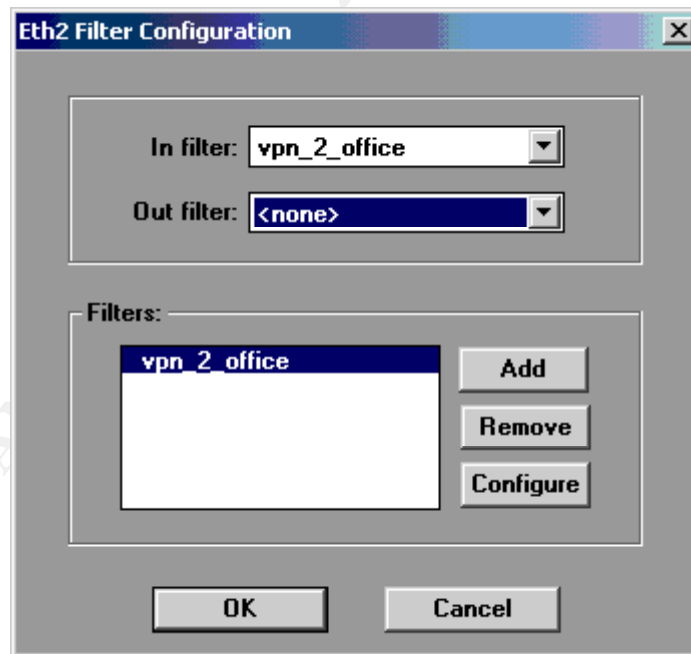 Eth2 Filter Configuration
In filter: vpn_2_office
Out filter: <none>
Filters:
vpn_2_office
Add
Remove
Configure
OK Cancel